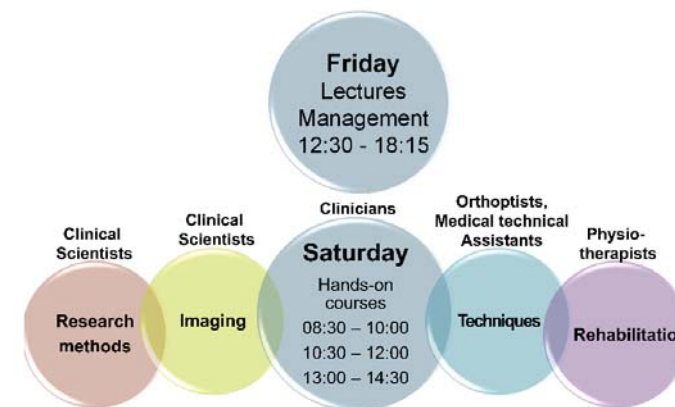 Friday
Lectures
Management
12:30 - 18:15
Clinical
Scientists
Research
methods
Clinical
Scientists
Imaging
Clinicians
Saturday
Hands-on
courses
08:30 – 10:00
10:30 – 12:00
13:00 – 14:30
Orthoptists,
Medical technical
Assistants
Techniques
Physio-
therapists
Rehabilitatio